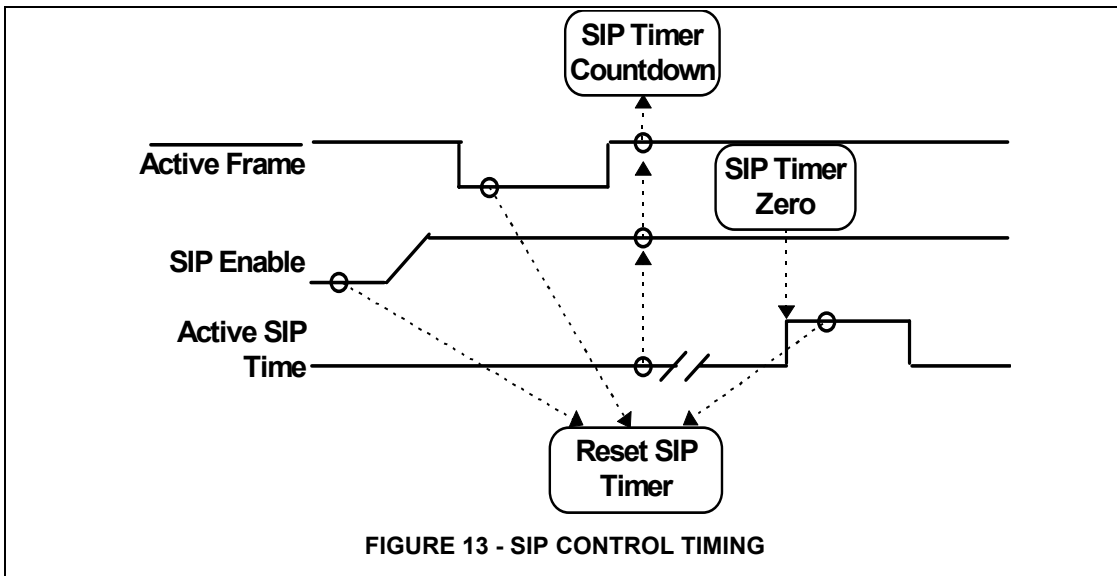 SIP Timer
Countdown
Active Frame
SIP Timer
Zero
SIP Enable
Active SIP
Time
Reset SIP
Timer
FIGURE 13 - SIP CONTROL TIMING